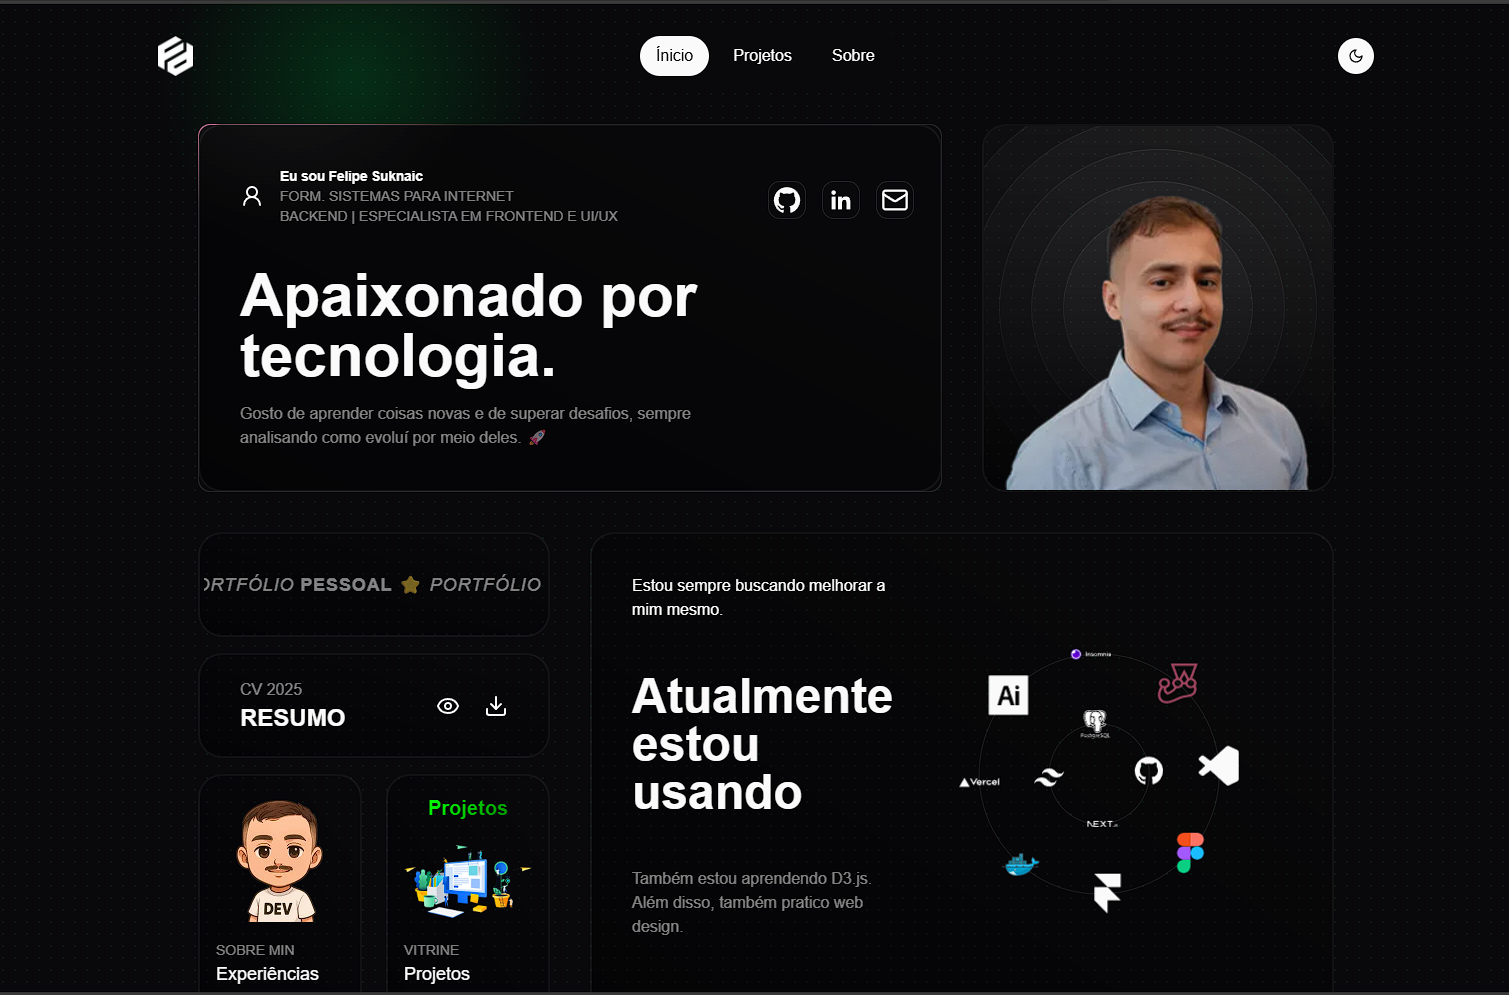 Ínicio
Projetos
Sobre
Eu sou Felipe Suknaic
FORM. SISTEMAS PARA INTERNET
BACKEND | ESPECIALISTA EM FRONTEND E UI/UX
Apaixonado por
tecnologia.
Gosto de aprender coisas novas e de superar desafios, sempre
analisando como evoluí por meio deles. 🚀
ORTFÓLIO PESSOAL ⭐ PORTFÓLIO
CV 2025
RESUMO
DEV
SOBRE MIN
Experiências
Projetos
VITRINE
Projetos
Estou sempre buscando melhorar a
mim mesmo.
Atualmente
estou
usando
Também estou aprendendo D3.js.
Além disso, também pratico web
design.
Insomnia
Ai
PostgreSQL
Vercel
NEXT.js
in